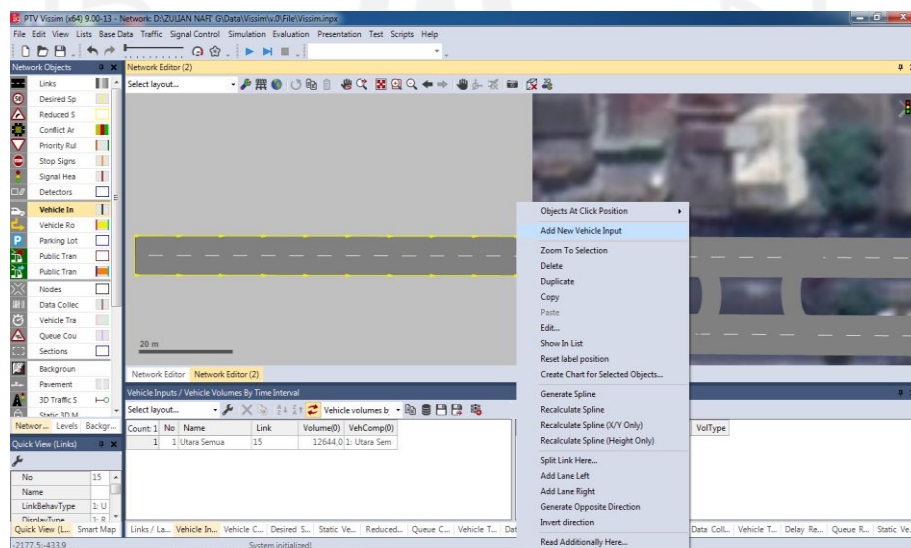 PTV Vissim (x64) 9.00-13 - Network: D:\ZULIAN NAFT G\Data\Vissim\v.0\File\Vissim.inpx
File Edit View Lists Base Data Traffic Signal Control Simulation Evaluation Presentation Test Scripts Help
Network Objects
Network Editor (2)
Select layout...
Links
Desired Sp
Reduced S
Conflict Ar
Priority Rul
Stop Signs
Signal Hea
Detectors
Vehicle In
Vehicle Ro
Parking Lot
Public Tran
Public Tran
Nodes
Data Collec
Vehicle Tra
Queue Cou
Sections
Backgroun
Pavement
3D Traffic S
Static 3D M
Networ... Levels Backgr...
20 m
Objects At Click Position
Add New Vehicle Input
Zoom To Selection
Delete
Duplicate
Copy
Paste
Edit...
Show In List
Reset label position
Create Chart for Selected Objects...
Generate Spline
Recalculate Spline
Recalculate Spline (X/Y Only)
Recalculate Spline (Height Only)
Split Link Here...
Add Lane Left
Add Lane Right
Generate Opposite Direction
Invert direction
Read Additionally Here...
Network Editor Network Editor (2)
Vehicle Inputs / Vehicle Volumes By Time Interval
Select layout... Vehicle volumes b
Count: 1 No Name Link Volume(0) VehComp(0)
1 1 Utara Semua 15 12644,0 1: Utara Sem
VolType
Quick View (Links)
No 15
Name
LinkBehavType 1: U
DisplayType 1: R
Quick View (L... Smart Map
Links / La... Vehicle In... Vehicle C... Desired S... Static Ve... Reduced... Queue C... Vehicle T... Dat
Data Coll... Vehicle T... Delay Re... Queue R... Static Ve
-2177.5:-433.9 System initialized!